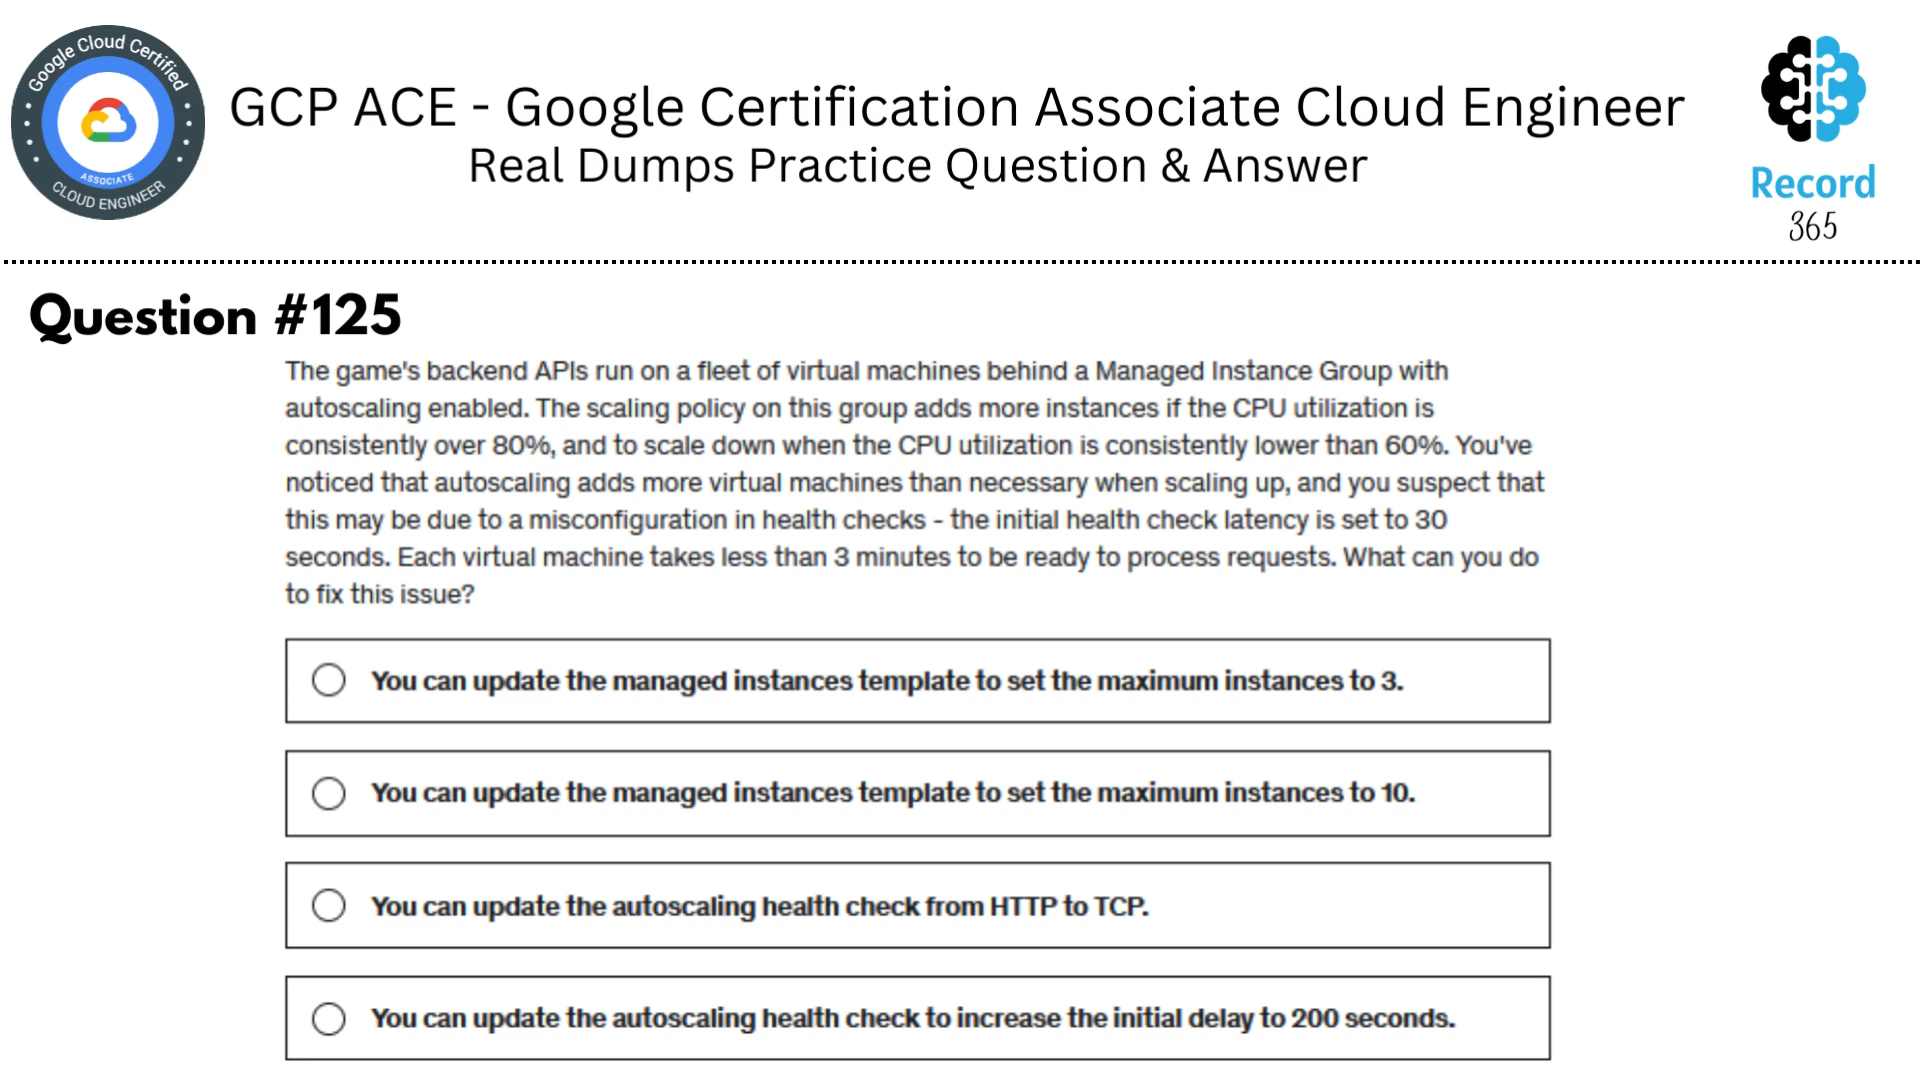 Google Cloud Certified
ASSOCIATE
CLOUD ENGINEER
GCP ACE - Google Certification Associate Cloud Engineer
Real Dumps Practice Question & Answer
Record
365
Question #125
The game's backend APIs run on a fleet of virtual machines behind a Managed Instance Group with
autoscaling enabled. The scaling policy on this group adds more instances if the CPU utilization is
consistently over 80%, and to scale down when the CPU utilization is consistently lower than 60%. You've
noticed that autoscaling adds more virtual machines than necessary when scaling up, and you suspect that
this may be due to a misconfiguration in health checks - the initial health check latency is set to 30
seconds. Each virtual machine takes less than 3 minutes to be ready to process requests. What can you do
to fix this issue?
You can update the managed instances template to set the maximum instances to 3.
You can update the managed instances template to set the maximum instances to 10.
You can update the autoscaling health check from HTTP to TCP.
You can update the autoscaling health check to increase the initial delay to 200 seconds.